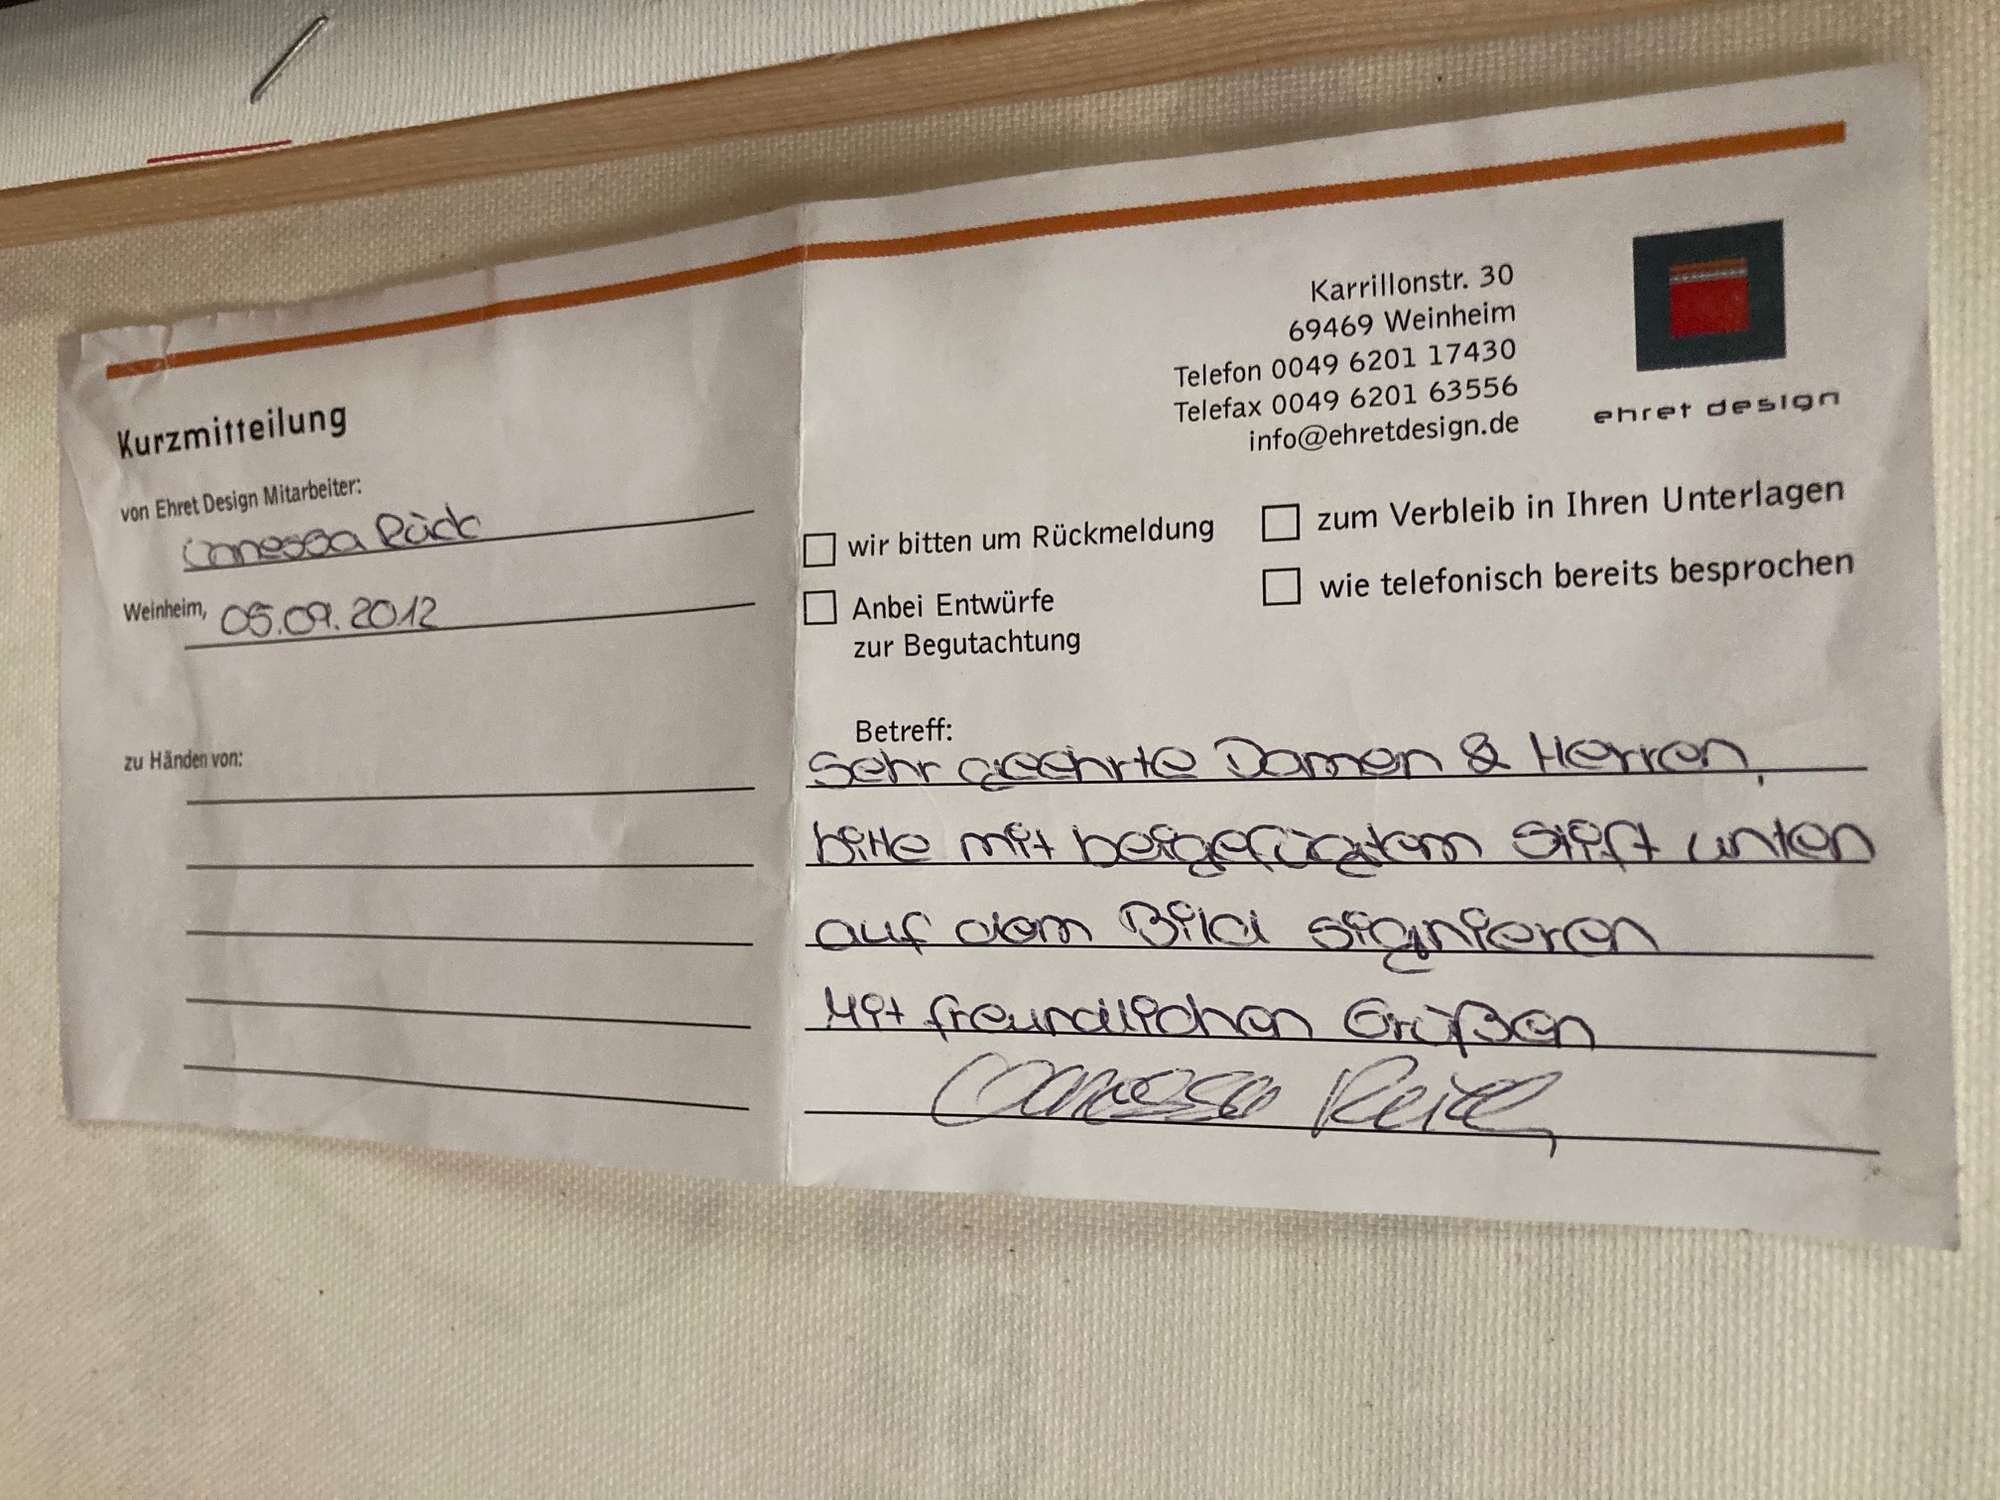 Kurzmitteilung
von Ehret Design Mitarbeiter:
Vanessa Rück
Weinheim, 05.09.2012
zu Händen von:
Karrillonstr. 30
69469 Weinheim
Telefon 0049 6201 17430
Telefax 0049 6201 63556
info@ehretdesign.de
ehret design
wir bitten um Rückmeldung
zum Verbleib in Ihren Unterlagen
Anbei Entwürfe
zur Begutachtung
wie telefonisch bereits besprochen
Betreff:
Sehr geehrte Damen & Herren,
bitte mit beigefügtem Stift unten
auf dem Bild signieren
Mit freundlichen Grüßen
Vanessa